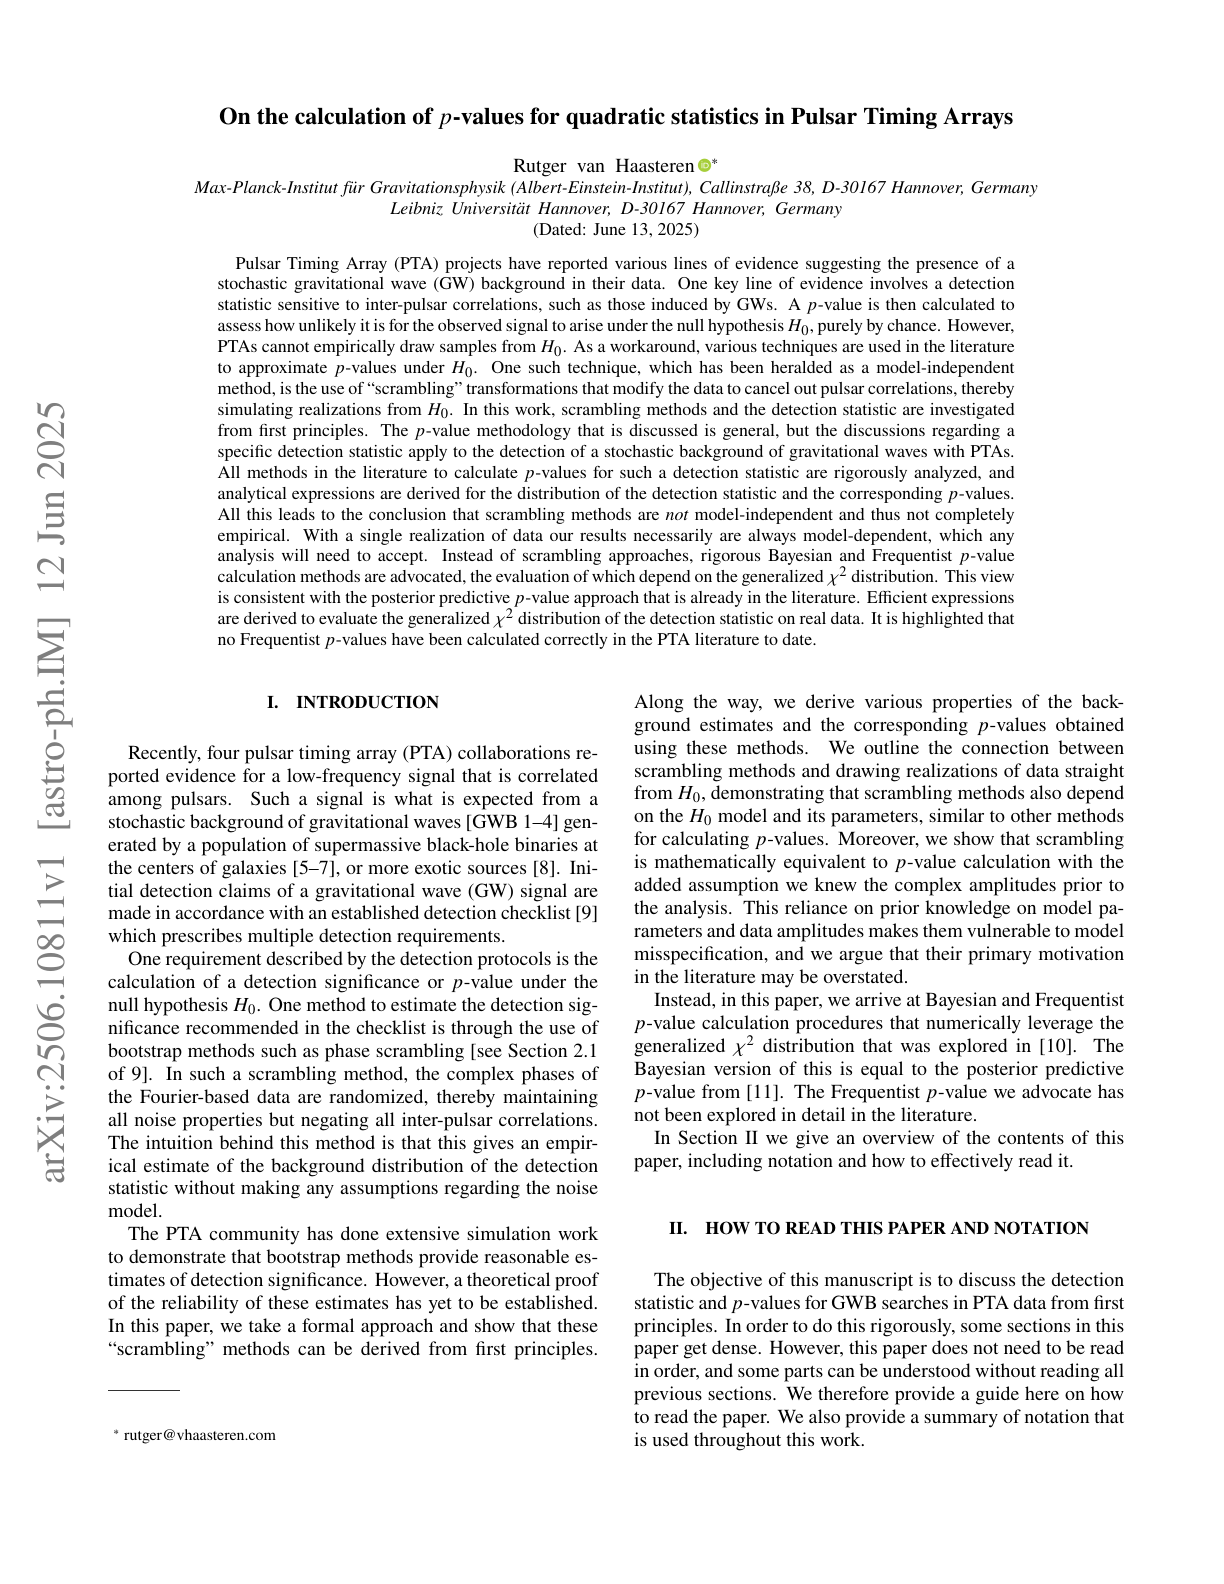 On the calculation of p-values for quadratic statistics in Pulsar Timing Arrays
Rutger van Haasteren *
Max-Planck-Institut für Gravitationsphysik (Albert-Einstein-Institut), Callinstraße 38, D-30167 Hannover, Germany
Leibniz Universität Hannover, D-30167 Hannover, Germany
(Dated: June 13, 2025)
Pulsar Timing Array (PTA) projects have reported various lines of evidence suggesting the presence of a
stochastic gravitational wave (GW) background in their data. One key line of evidence involves a detection
statistic sensitive to inter-pulsar correlations, such as those induced by GWs. A p-value is then calculated to
assess how unlikely it is for the observed signal to arise under the null hypothesis H₀, purely by chance. However,
PTAs cannot empirically draw samples from H₀. As a workaround, various techniques are used in the literature
to approximate p-values under H₀. One such technique, which has been heralded as a model-independent
method, is the use of “scrambling” transformations that modify the data to cancel out pulsar correlations, thereby
simulating realizations from H₀. In this work, scrambling methods and the detection statistic are investigated
from first principles. The p-value methodology that is discussed is general, but the discussions regarding a
specific detection statistic apply to the detection of a stochastic background of gravitational waves with PTAs.
All methods in the literature to calculate p-values for such a detection statistic are rigorously analyzed, and
analytical expressions are derived for the distribution of the detection statistic and the corresponding p-values.
All this leads to the conclusion that scrambling methods are not model-independent and thus not completely
empirical. With a single realization of data our results necessarily are always model-dependent, which any
analysis will need to accept. Instead of scrambling approaches, rigorous Bayesian and Frequentist p-value
calculation methods are advocated, the evaluation of which depend on the generalized χ² distribution. This view
is consistent with the posterior predictive p-value approach that is already in the literature. Efficient expressions
are derived to evaluate the generalized χ² distribution of the detection statistic on real data. It is highlighted that
no Frequentist p-values have been calculated correctly in the PTA literature to date.
I. INTRODUCTION
Recently, four pulsar timing array (PTA) collaborations re-
ported evidence for a low-frequency signal that is correlated
among pulsars. Such a signal is what is expected from a
stochastic background of gravitational waves [GWB 1–4] gen-
erated by a population of supermassive black-hole binaries at
the centers of galaxies [5–7], or more exotic sources [8]. Ini-
tial detection claims of a gravitational wave (GW) signal are
made in accordance with an established detection checklist [9]
which prescribes multiple detection requirements.
One requirement described by the detection protocols is the
calculation of a detection significance or p-value under the
null hypothesis H₀. One method to estimate the detection sig-
nificance recommended in the checklist is through the use of
bootstrap methods such as phase scrambling [see Section 2.1
of 9]. In such a scrambling method, the complex phases of
the Fourier-based data are randomized, thereby maintaining
all noise properties but negating all inter-pulsar correlations.
The intuition behind this method is that this gives an empir-
ical estimate of the background distribution of the detection
statistic without making any assumptions regarding the noise
model.
The PTA community has done extensive simulation work
to demonstrate that bootstrap methods provide reasonable es-
timates of detection significance. However, a theoretical proof
of the reliability of these estimates has yet to be established.
In this paper, we take a formal approach and show that these
“scrambling” methods can be derived from first principles.
* rutger@vhaasteren.com
Along the way, we derive various properties of the back-
ground estimates and the corresponding p-values obtained
using these methods. We outline the connection between
scrambling methods and drawing realizations of data straight
from H₀, demonstrating that scrambling methods also depend
on the H₀ model and its parameters, similar to other methods
for calculating p-values. Moreover, we show that scrambling
is mathematically equivalent to p-value calculation with the
added assumption we knew the complex amplitudes prior to
the analysis. This reliance on prior knowledge on model pa-
rameters and data amplitudes makes them vulnerable to model
misspecification, and we argue that their primary motivation
in the literature may be overstated.
Instead, in this paper, we arrive at Bayesian and Frequentist
p-value calculation procedures that numerically leverage the
generalized χ² distribution that was explored in [10]. The
Bayesian version of this is equal to the posterior predictive
p-value from [11]. The Frequentist p-value we advocate has
not been explored in detail in the literature.
In Section II we give an overview of the contents of this
paper, including notation and how to effectively read it.
II. HOW TO READ THIS PAPER AND NOTATION
The objective of this manuscript is to discuss the detection
statistic and p-values for GWB searches in PTA data from first
principles. In order to do this rigorously, some sections in this
paper get dense. However, this paper does not need to be read
in order, and some parts can be understood without reading all
previous sections. We therefore provide a guide here on how
to read the paper. We also provide a summary of notation that
is used throughout this work.
arXiv:2506.10811v1 [astro-ph.IM] 12 Jun 2025